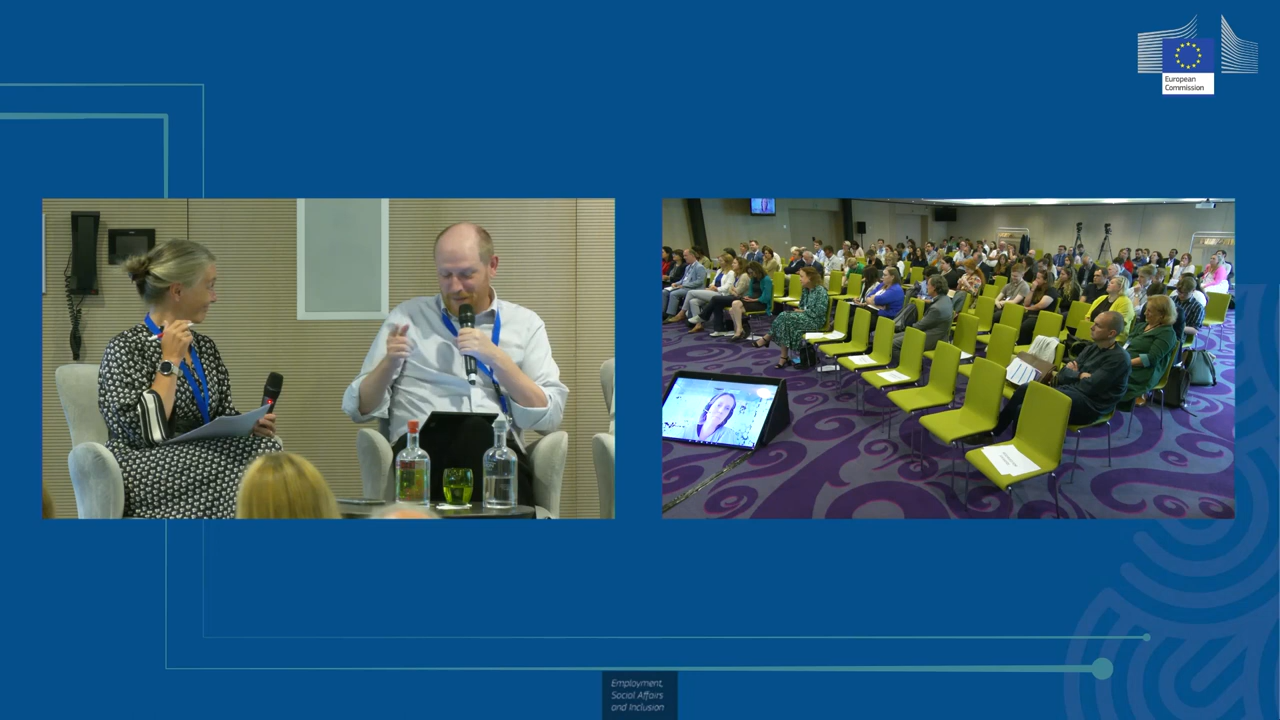 European
Commission
Employment,
Social Affairs
and Inclusion